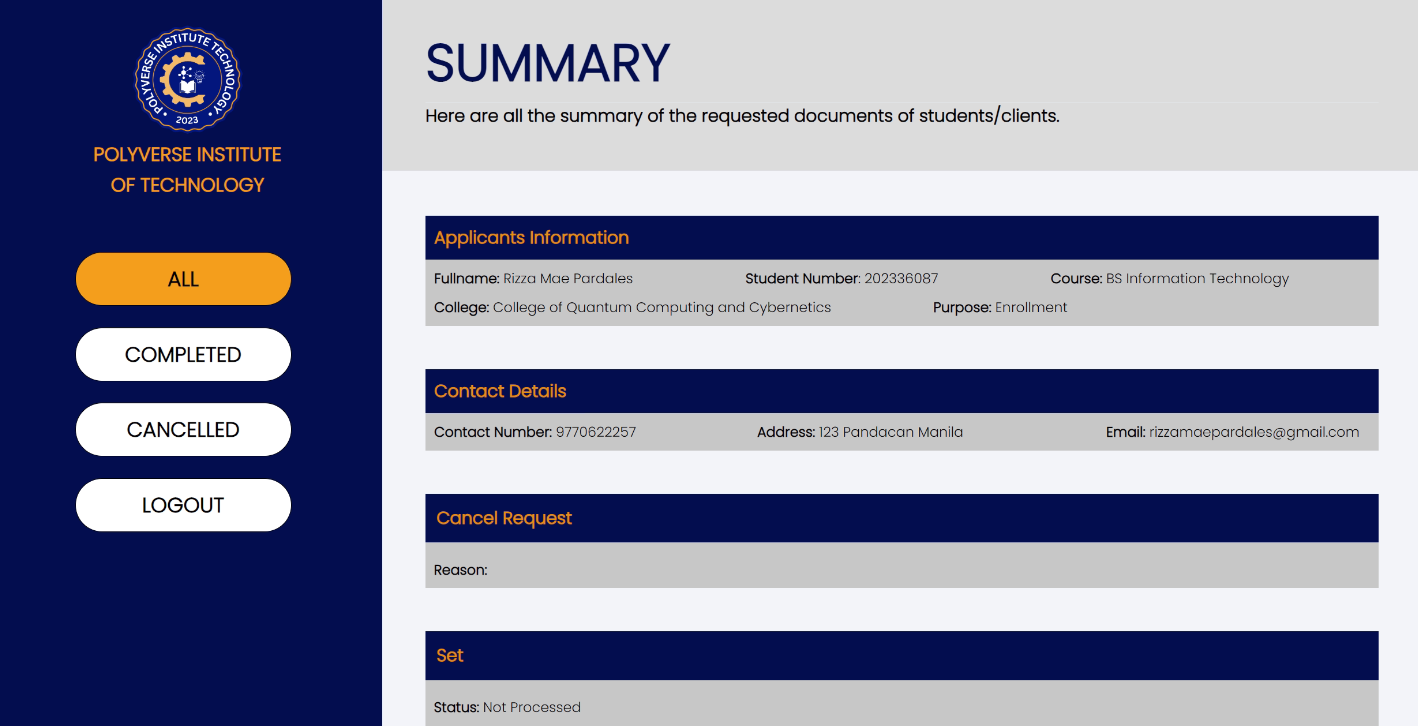 POLYVERSE INSTITUTE TECHNOLOGY
2023
POLYVERSE INSTITUTE
OF TECHNOLOGY
ALL
COMPLETED
CANCELLED
LOGOUT
SUMMARY
Here are all the summary of the requested documents of students/clients.
Applicants Information
Fullname: Rizza Mae Pardales Student Number: 202336087 Course: BS Information Technology
College: College of Quantum Computing and Cybernetics Purpose: Enrollment
Contact Details
Contact Number: 9770622257 Address: 123 Pandacan Manila Email: rizzamaepardales@gmail.com
Cancel Request
Reason:
Set
Status: Not Processed